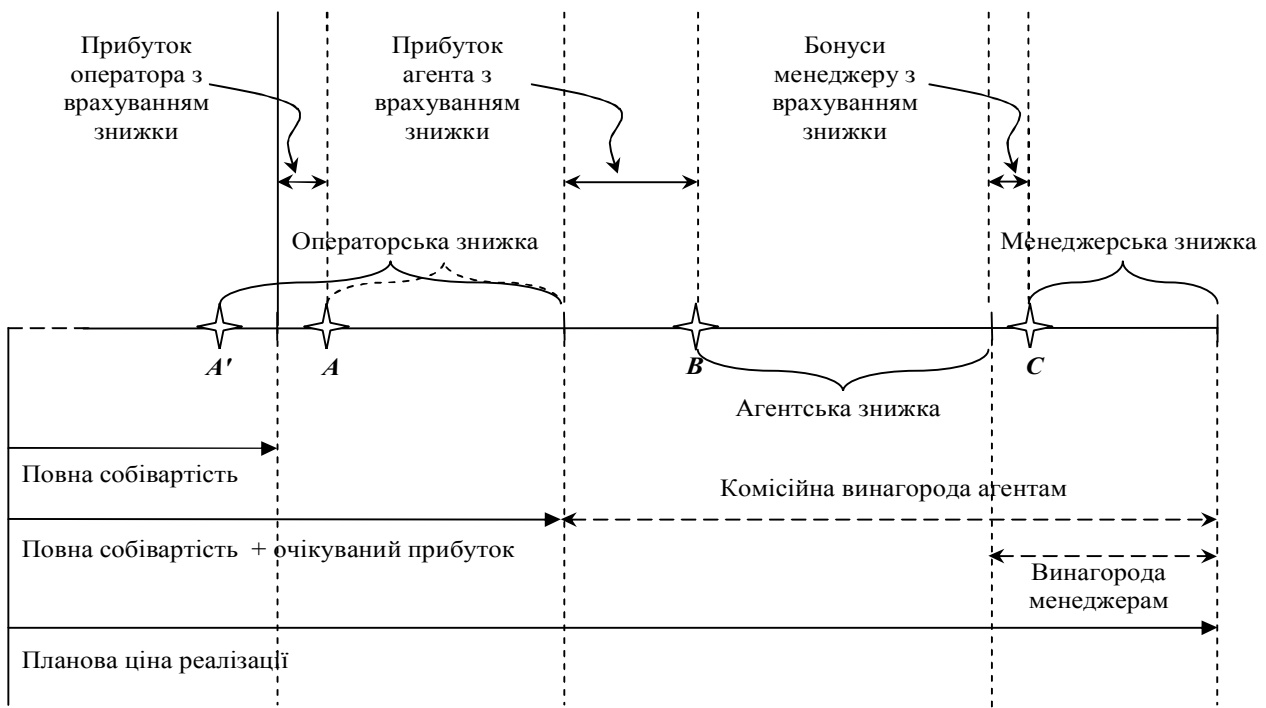 Прибуток
оператора з
врахуванням
знижки
Прибуток
агента з
врахуванням
знижки
Бонуси
менеджеру з
врахуванням
знижки
Операторська знижка
Менеджерська знижка
A'
A
B
C
Агентська знижка
Повна собівартість
Комісійна винагорода агентам
Повна собівартість + очікуваний прибуток
Винагорода
менеджерам
Планова ціна реалізації